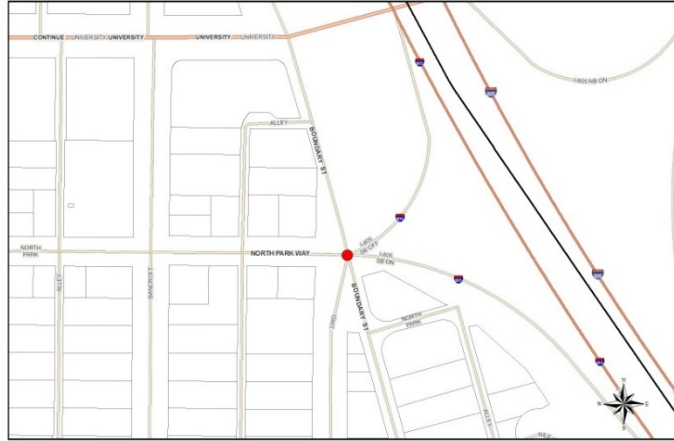 CONTINUE UNIVERSITY UNIVERSITY UNIVERSITY UNIVERSITY
I-805 NB ON
ALLEY
BOUNDARY ST
NORTH
PARK
NORTH PARK WAY
I-805
SB OFF
I-805
SB ON
ALLEY
BANCROFT
33RD
BOUNDARY ST
NORTH
PARK
ALLEY
N
W
E
S